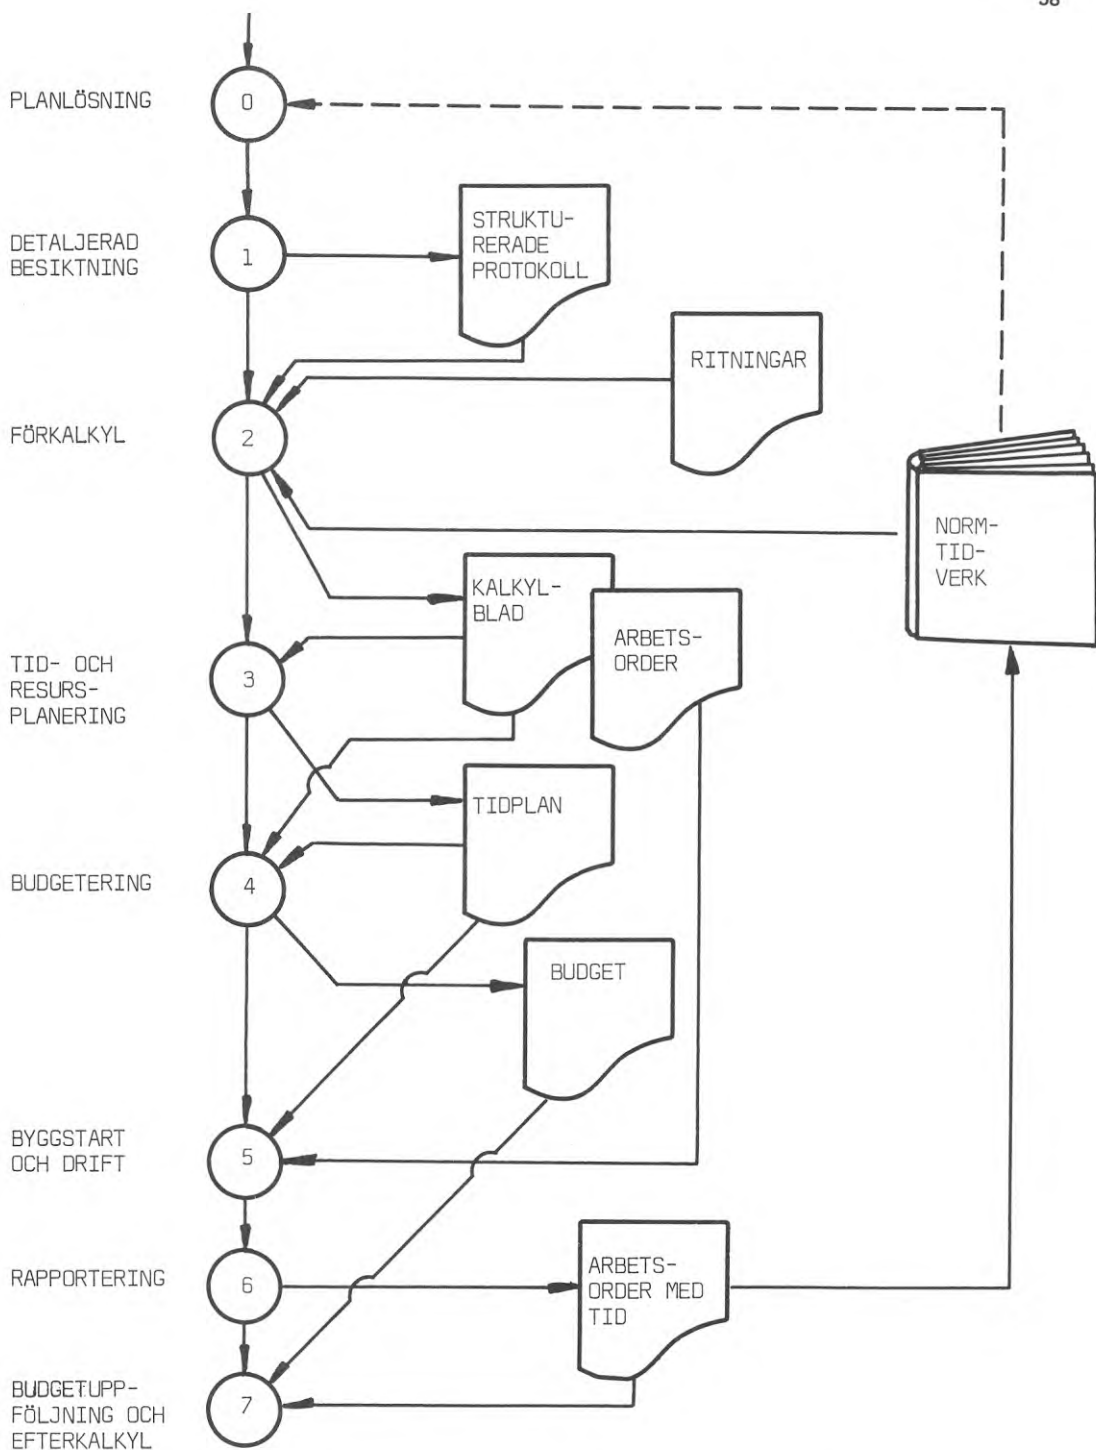 PLANLÖSNING
0
DETALJERAD
BESIKTNING
1
STRUKTU-
RERADE
PROTOKOLL
RITNINGAR
FÖRKALKYL
2
NORM-
TID-
VERK
KALKYL-
BLAD
ARBETS-
ORDER
TID- OCH
RESURS-
PLANERING
3
TIDPLAN
BUDGETERING
4
BUDGET
BYGGSTART
OCH DRIFT
5
RAPPORTERING
6
ARBETS-
ORDER MED
TID
BUDGETUPP-
FÖLJNING OCH
EFTERKALKYL
7